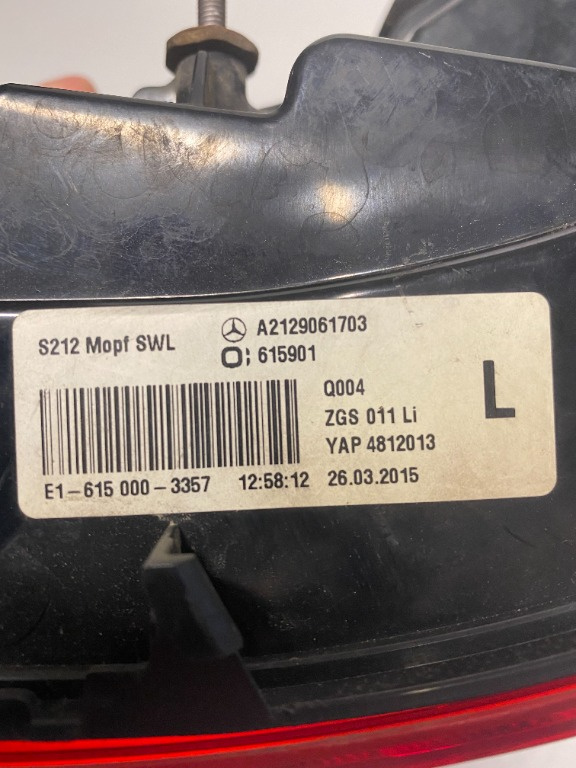 S212 Mopf SWL
A2129061703
615901
Q004
L
ZGS 011 Li
YAP 4812013
E1-615 000-3357 12:58:12 26.03.2015